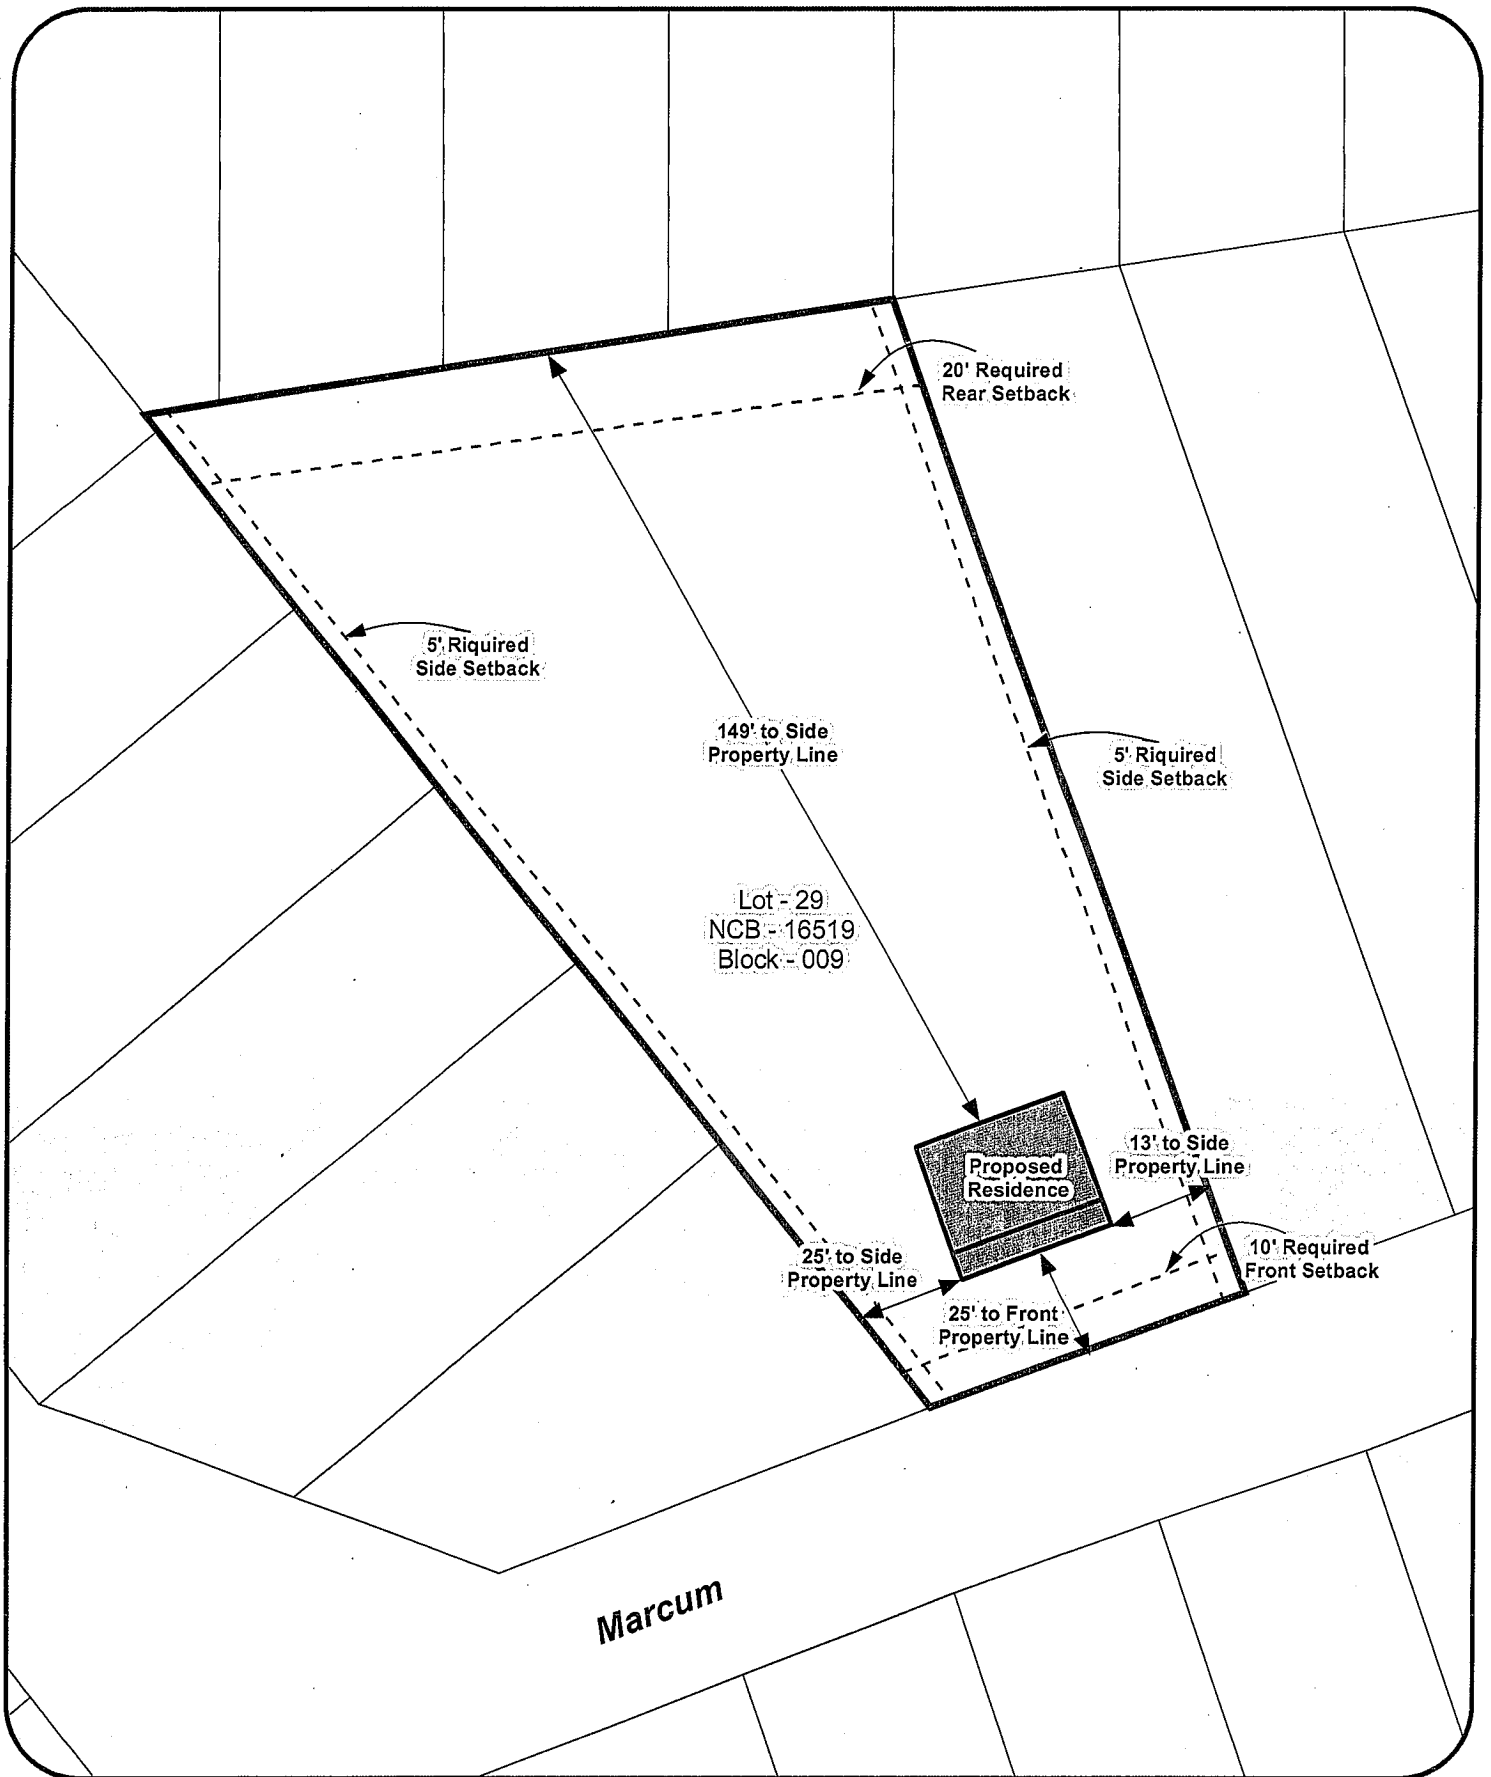 20' Required
Rear Setback
5' Riquired
Side Setback
149' to Side
Property Line
5' Riquired
Side Setback
Lot - 29
NCB - 16519
Block - 009
13' to Side
Property Line
Proposed
Residence
25' to Side
Property Line
10' Required
Front Setback
25' to Front
Property Line
Marcum